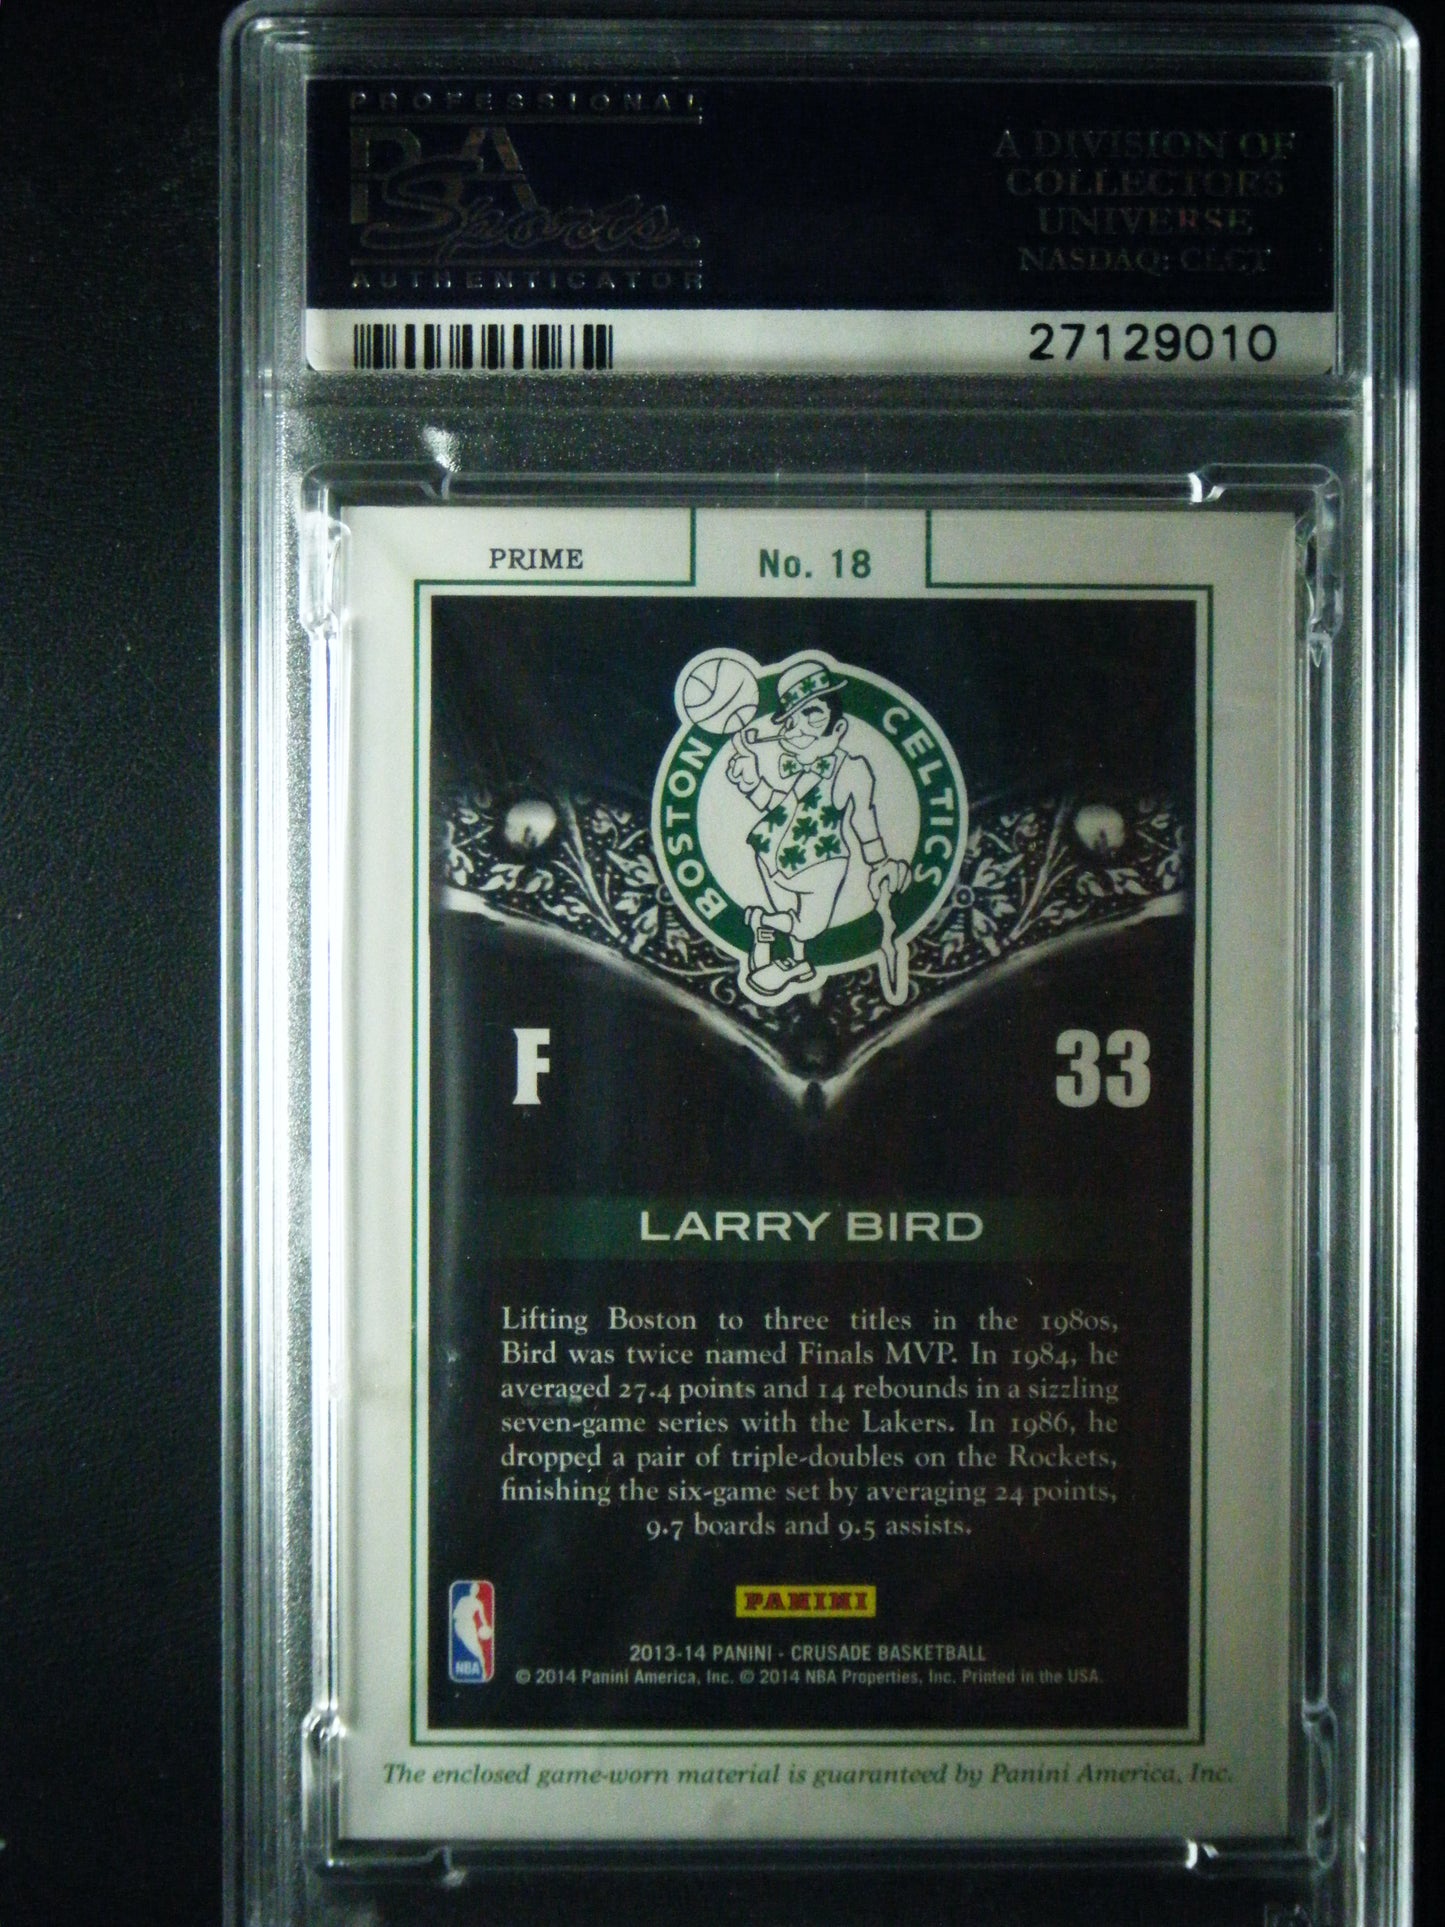 PROFESSIONAL
PSA
Sports.
AUTHENTICATOR
A DIVISION OF
COLLECTORS
UNIVERSE
NASDAQ: CLCT
27129010
PRIME
No. 18
BOSTON CELTICS
F
33
LARRY BIRD
Lifting Boston to three titles in the 1980s,
Bird was twice named Finals MVP. In 1984, he
averaged 27.4 points and 14 rebounds in a sizzling
seven-game series with the Lakers. In 1986, he
dropped a pair of triple-doubles on the Rockets,
finishing the six-game set by averaging 24 points,
9.7 boards and 9.5 assists.
NBA
PANINI
2013-14 PANINI - CRUSADE BASKETBALL
© 2014 Panini America, Inc. © 2014 NBA Properties, Inc. Printed in the USA.
The enclosed game-worn material is guaranteed by Panini America, Inc.